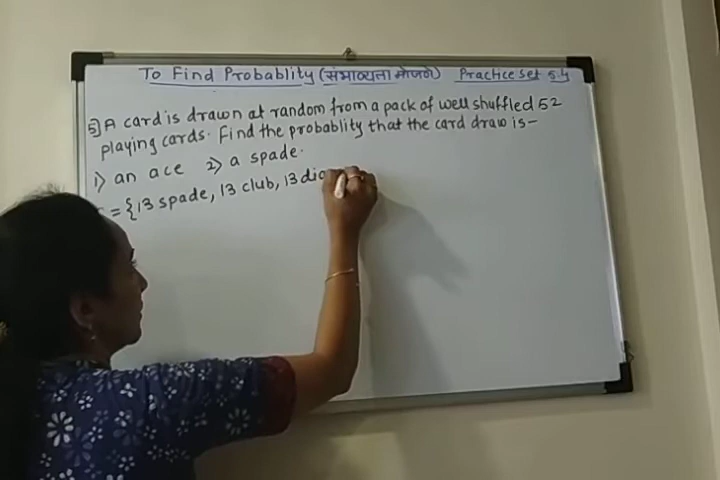 To Find Probablity (संभाव्यता मोजणे) Practice Set 5.4
5) A card is drawn at random from a pack of well shuffled 52
playing cards. Find the probablity that the card draw is -
1) an ace 2) a spade.
= {13 spade, 13 club, 13 dia